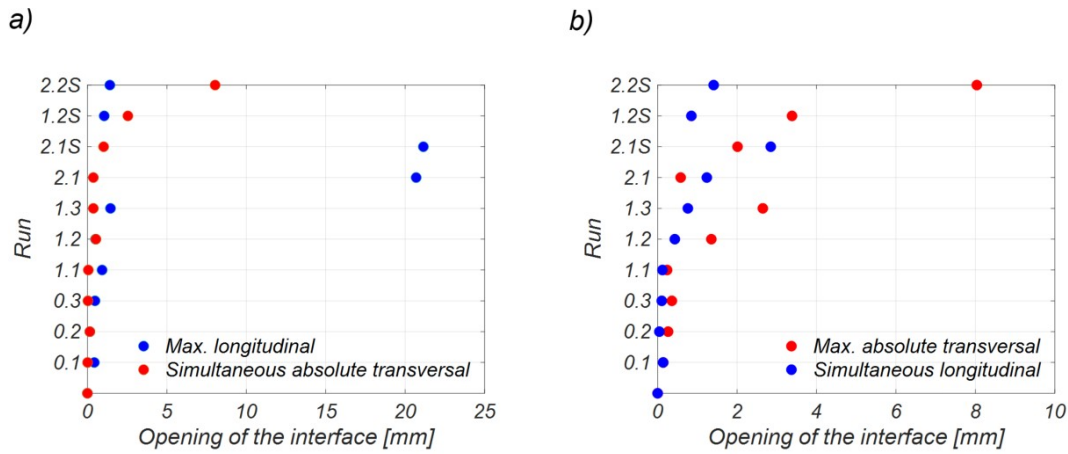 a)
2.2S
1.2S
2.1S
2.1
1.3
1.2
1.1
0.3
0.2
0.1
Run
Max. longitudinal
Simultaneous absolute transversal
0 5 10 15 20 25
Opening of the interface [mm]
b)
2.2S
1.2S
2.1S
2.1
1.3
1.2
1.1
0.3
0.2
0.1
Run
Max. absolute transversal
Simultaneous longitudinal
0 2 4 6 8 10
Opening of the interface [mm]